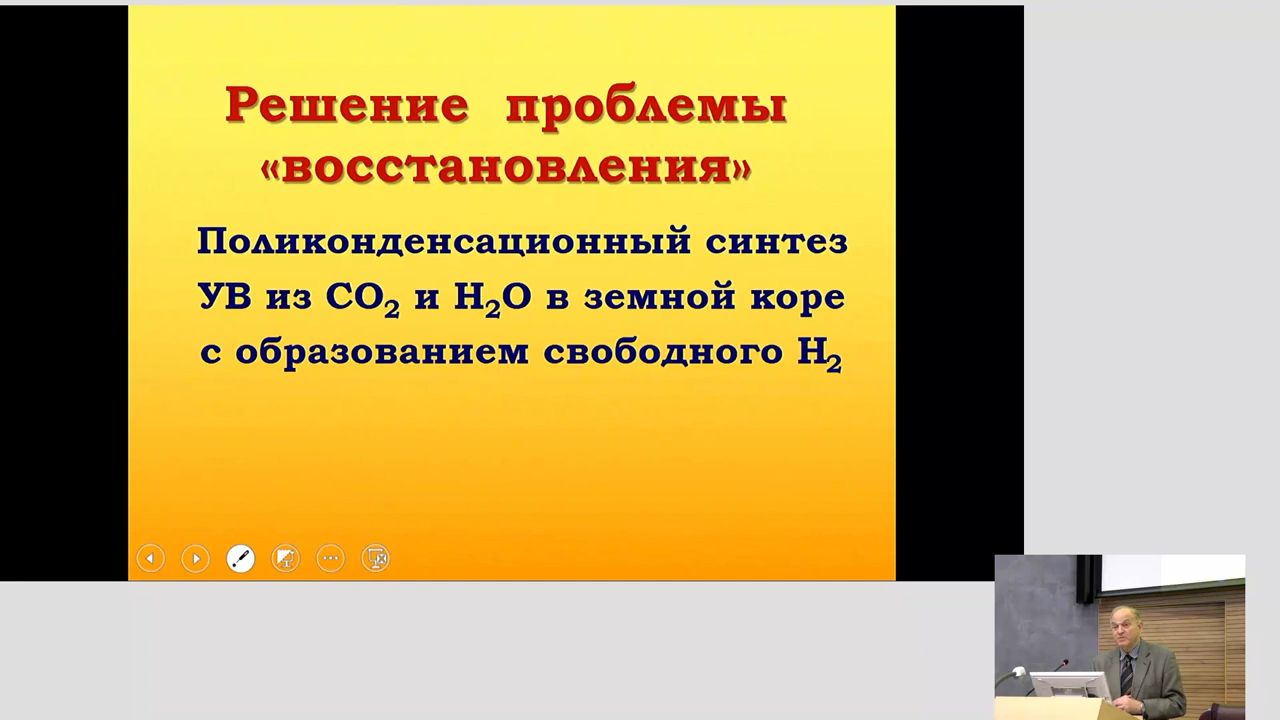 Решение проблемы
«восстановления»
Поликонденсационный синтез
УВ из CO₂ и H₂O в земной коре
с образованием свободного H₂